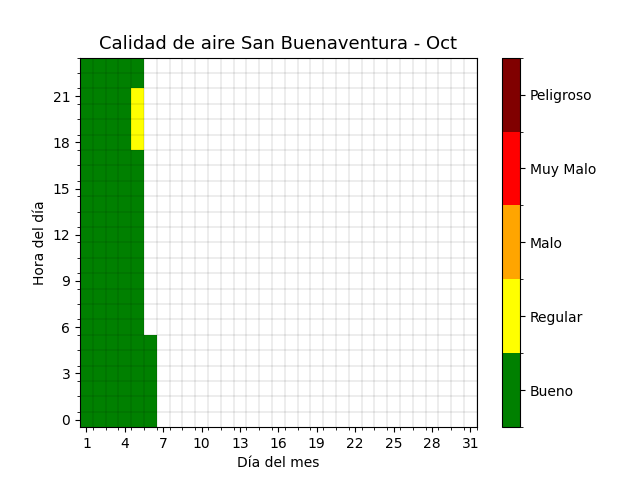 Calidad de aire San Buenaventura - Oct
Hora del día
21
18
15
12
9
6
3
0
1 4 7 10 13 16 19 22 25 28 31
Día del mes
Peligroso
Muy Malo
Malo
Regular
Bueno